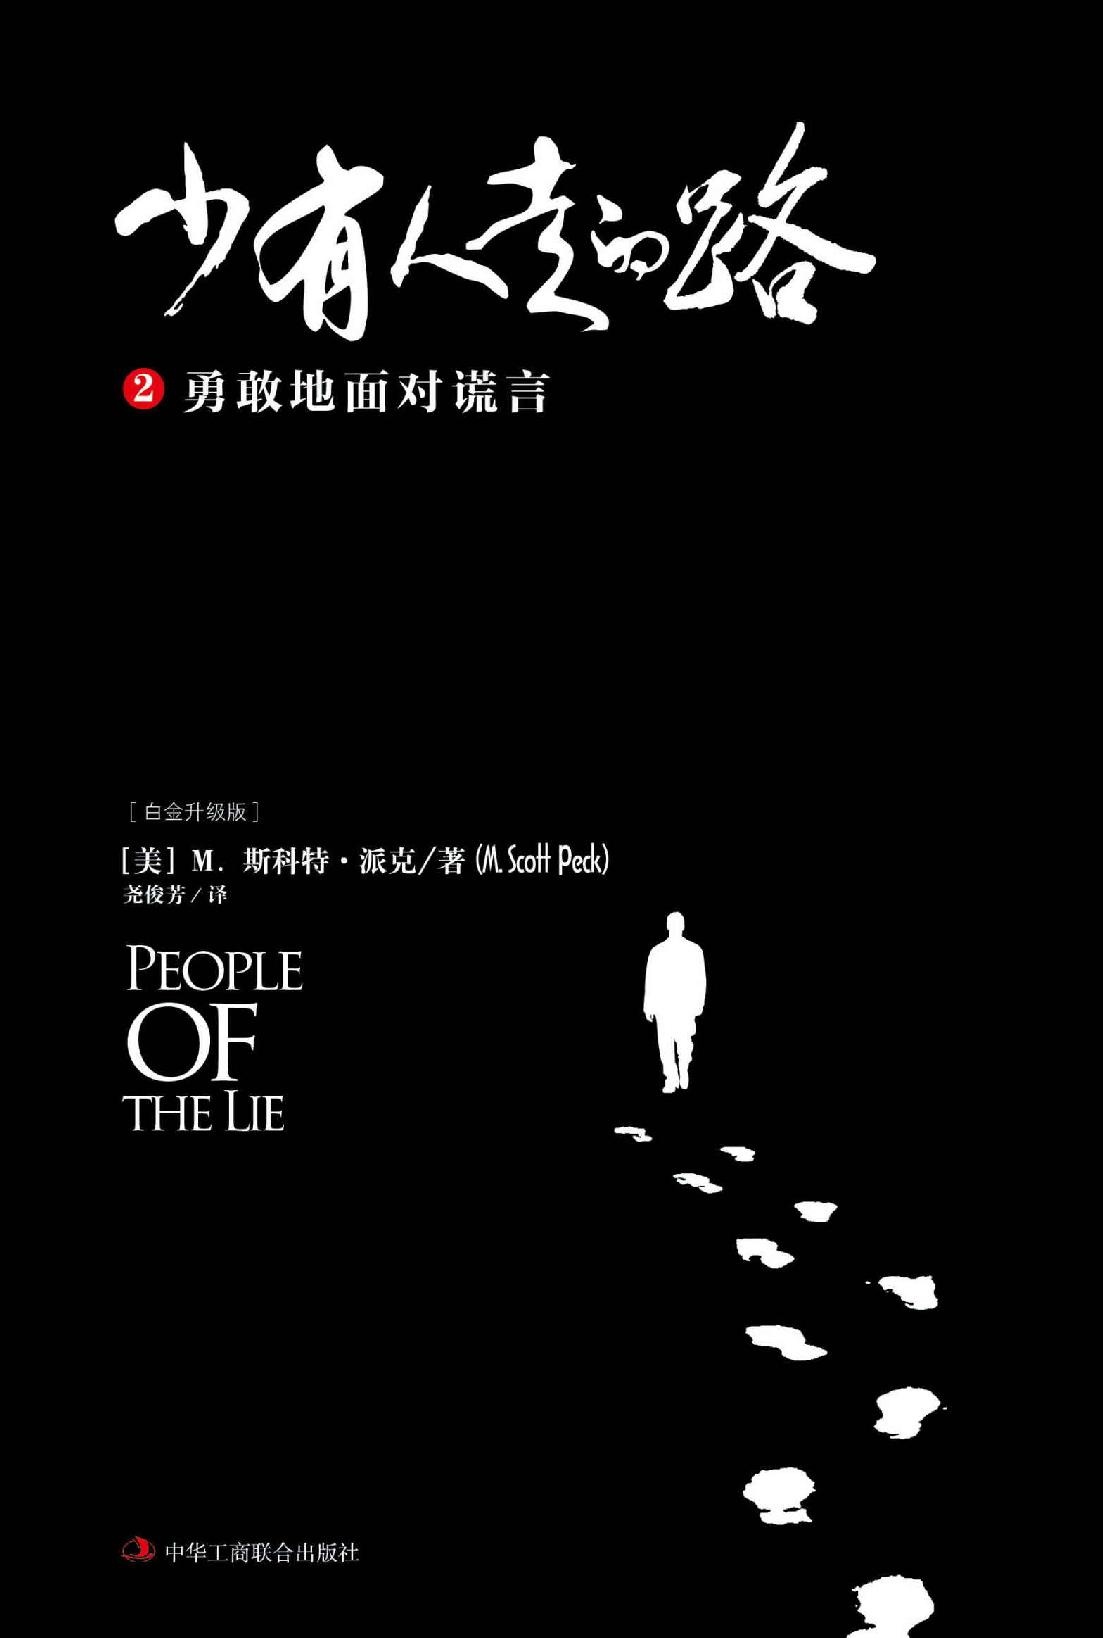 少有人走的路
2 勇敢地面对谎言
[白金升级版]
[美] M. 斯科特·派克/著 (M. Scott Peck)
尧俊芳/译
PEOPLE
OF
THE LIE
中华工商联合出版社